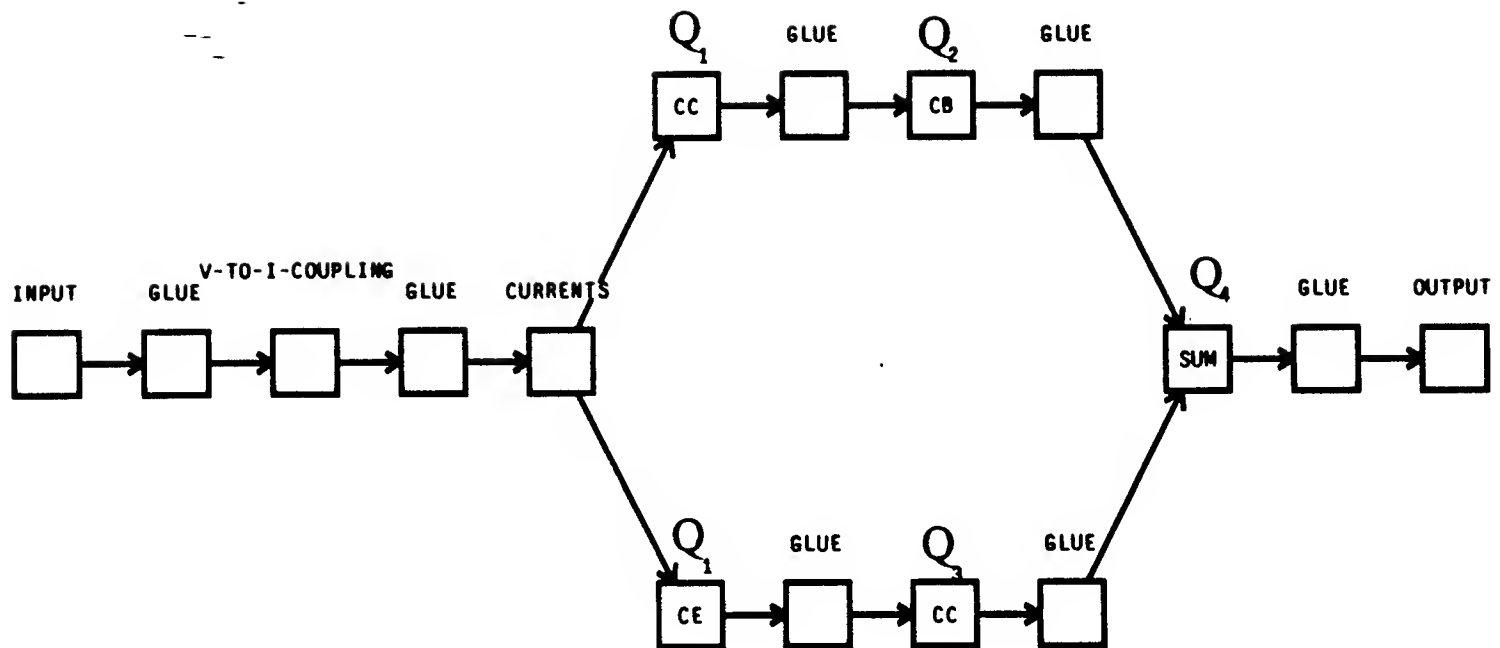 Q1 GLUE Q2 GLUE
CC CB
V-TO-I-COUPLING
INPUT GLUE GLUE CURRENTS Q4 GLUE OUTPUT
SUM
Q1 GLUE Q3 GLUE
CE CC